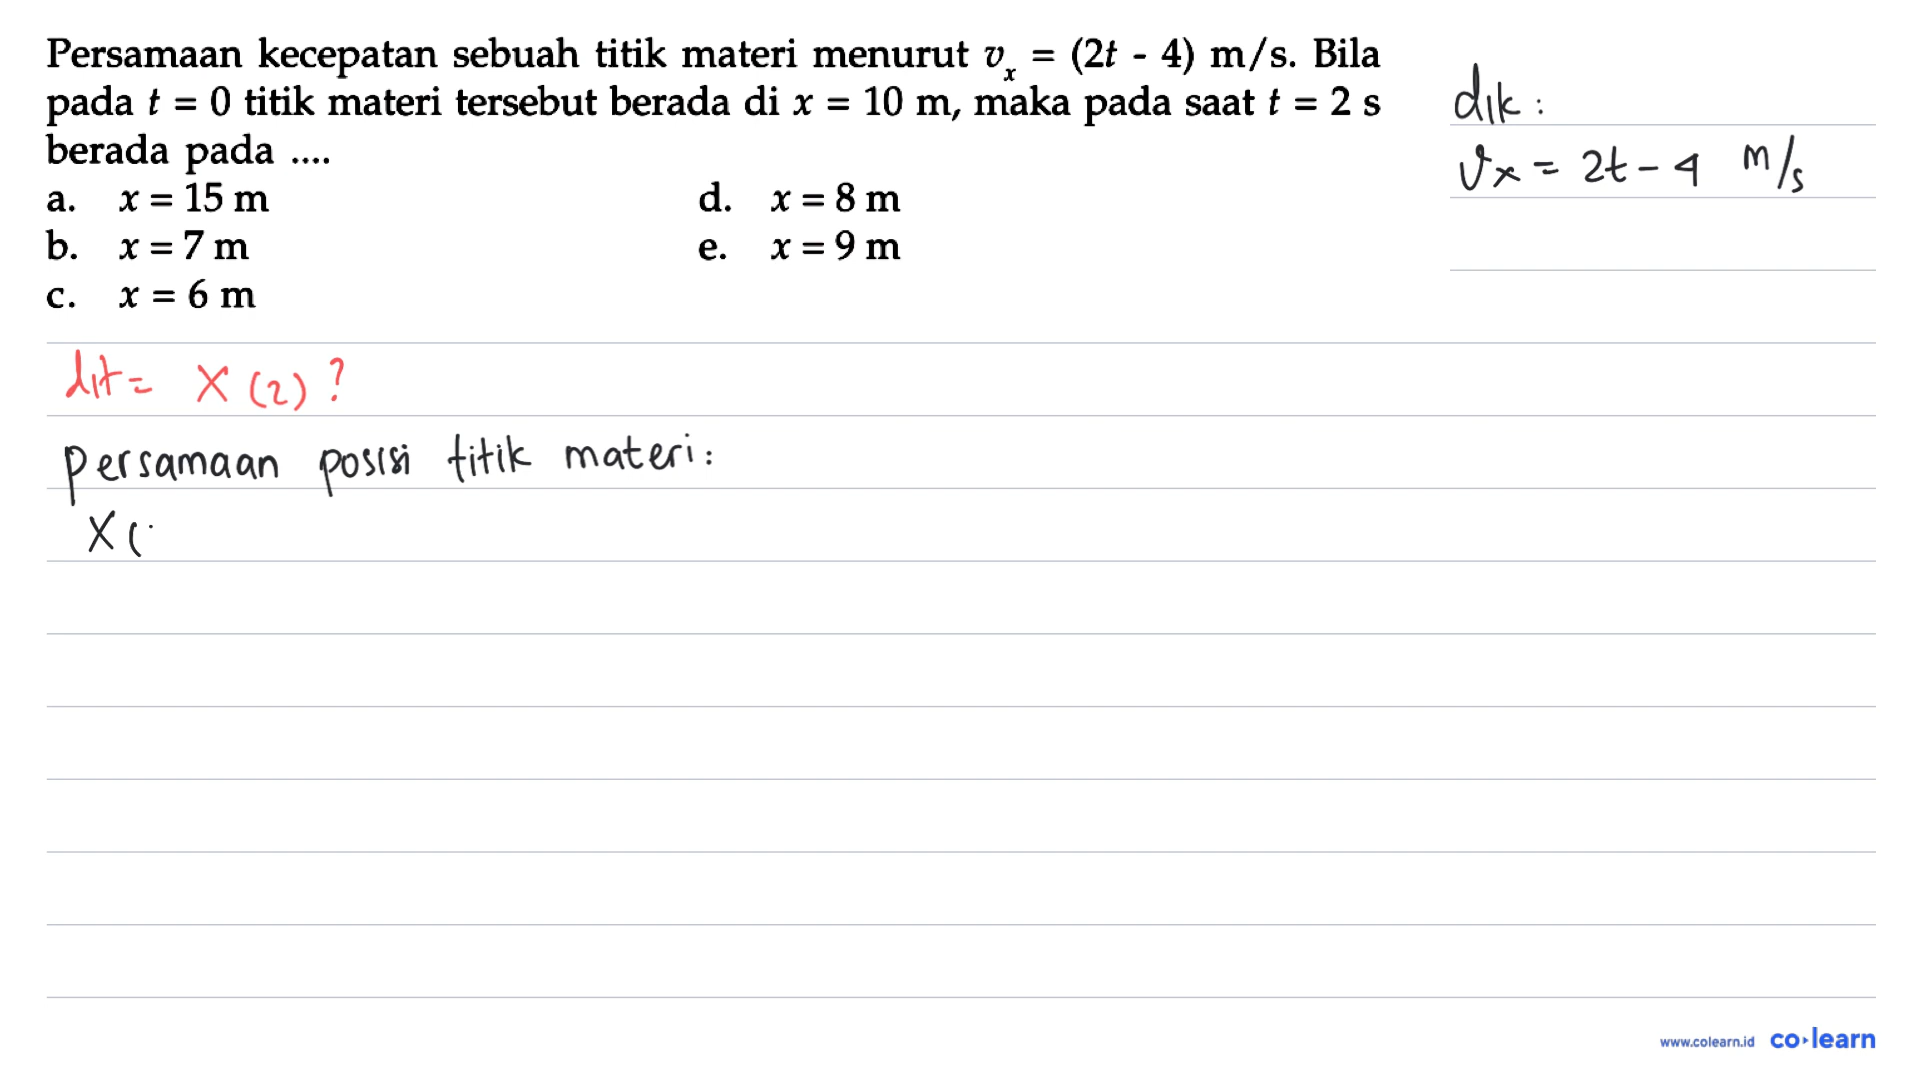 Persamaan kecepatan sebuah titik materi menurut vₓ = (2t - 4) m/s. Bila
pada t = 0 titik materi tersebut berada di x = 10 m, maka pada saat t = 2 s
berada pada ....
a. x = 15 m
b. x = 7 m
c. x = 6 m
d. x = 8 m
e. x = 9 m
dik:
vx = 2t - 4 m/s
dit = x(2)?
persamaan posisi titik materi:
x(
www.colearn.id co learn